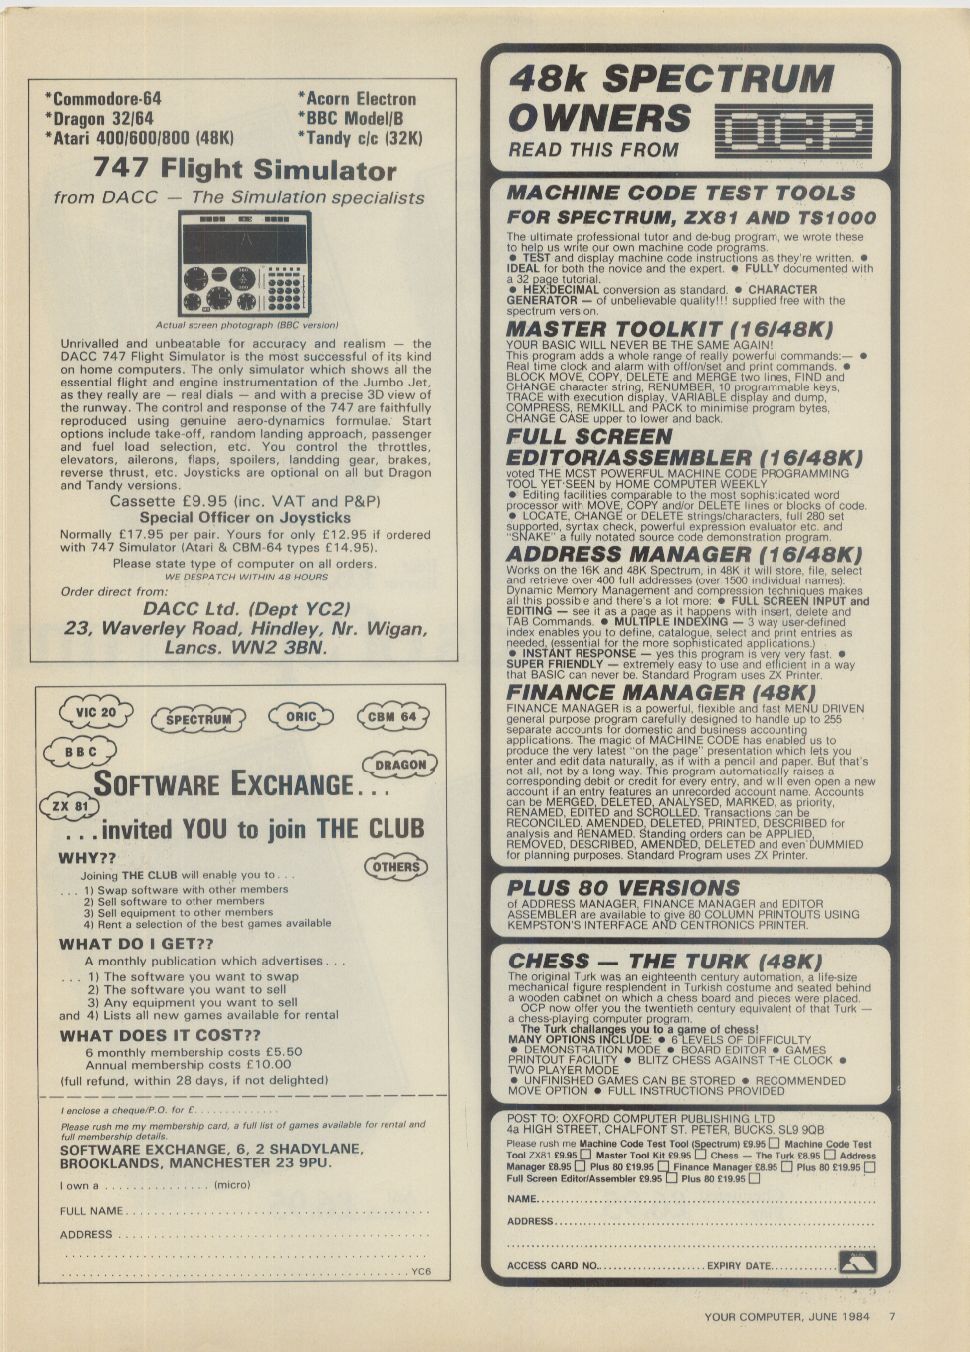 *Commodore-64
*Dragon 32/64
*Atari 400/600/800 (48K)
*Acorn Electron
*BBC Model/B
*Tandy c/c (32K)
747 Flight Simulator
from DACC — The Simulation specialists
Actual screen photograph (BBC version)
Unrivalled and unbeatable for accuracy and realism — the
DACC 747 Flight Simulator is the most successful of its kind
on home computers. The only simulator which shows all the
essential flight and engine instrumentation of the Jumbo Jet,
as they really are — real dials — and with a precise 3D view of
the runway. The control and response of the 747 are faithfully
reproduced using genuine aero-dynamics formulae. Start
options include take-off, random landing approach, passenger
and fuel load selection, etc. You control the throttles,
elevators, ailerons, flaps, spoilers, landding gear, brakes,
reverse thrust, etc. Joysticks are optional on all but Dragon
and Tandy versions.
Cassette £9.95 (inc. VAT and P&P)
Special Officer on Joysticks
Normally £17.95 per pair. Yours for only £12.95 if ordered
with 747 Simulator (Atari & CBM-64 types £14.95).
Please state type of computer on all orders.
WE DESPATCH WITHIN 48 HOURS
Order direct from:
DACC Ltd. (Dept YC2)
23, Waverley Road, Hindley, Nr. Wigan,
Lancs. WN2 3BN.
VIC 20
SPECTRUM
ORIC
CBM 64
BBC
DRAGON
SOFTWARE EXCHANGE...
ZX 81
...invited YOU to join THE CLUB
WHY??
OTHERS
Joining THE CLUB will enable you to...
... 1) Swap software with other members
2) Sell software to other members
3) Sell equipment to other members
4) Rent a selection of the best games available
WHAT DO I GET??
A monthly publication which advertises...
... 1) The software you want to swap
2) The software you want to sell
3) Any equipment you want to sell
and 4) Lists all new games available for rental
WHAT DOES IT COST??
6 monthly membership costs £5.50
Annual membership costs £10.00
(full refund, within 28 days, if not delighted)
I enclose a cheque/P.O. for £.............
Please rush me my membership card, a full list of games available for rental and
full membership details.
SOFTWARE EXCHANGE, 6, 2 SHADYLANE,
BROOKLANDS, MANCHESTER 23 9PU.
I own a ............... (micro)
FULL NAME......................................
ADDRESS .......................................
YC6
48k SPECTRUM
OWNERS
READ THIS FROM
OCP
MACHINE CODE TEST TOOLS
FOR SPECTRUM, ZX81 AND TS1000
The ultimate professional tutor and de-bug program, we wrote these
to help us write our own machine code programs.
● TEST and display machine code instructions as they're written. ●
IDEAL for both the novice and the expert. ● FULLY documented with
a 32 page tutorial.
● HEX:DECIMAL conversion as standard. ● CHARACTER
GENERATOR — of unbelievable quality!!! supplied free with the
spectrum version.
MASTER TOOLKIT (16/48K)
YOUR BASIC WILL NEVER BE THE SAME AGAIN!
This program adds a whole range of really powerful commands:— ●
Real time clock and alarm with off/on/set and print commands. ●
BLOCK MOVE, COPY, DELETE and MERGE two lines, FIND and
CHANGE character string, RENUMBER, 10 programmable keys,
TRACE with execution display, VARIABLE display and dump,
COMPRESS, REMKILL and PACK to minimise program bytes,
CHANGE CASE upper to lower and back.
FULL SCREEN
EDITOR/ASSEMBLER (16/48K)
voted THE MOST POWERFUL MACHINE CODE PROGRAMMING
TOOL YET SEEN by HOME COMPUTER WEEKLY
● Editing facilities comparable to the most sophisticated word
processor with MOVE, COPY and/or DELETE lines or blocks of code.
● LOCATE, CHANGE or DELETE strings/characters, full 280 set
supported, syrtax check, powerful expression evaluator etc. and
"SNAKE" a fully notated source code demonstration program.
ADDRESS MANAGER (16/48K)
Works on the 16K and 48K Spectrum, in 48K it will store, file, select
and retrieve over 400 full addresses (over 1500 individual names).
Dynamic Memory Management and compression techniques makes
all this possible and there's a lot more: ● FULL SCREEN INPUT and
EDITING — see it as a page as it happens with insert, delete and
TAB Commands. ● MULTIPLE INDEXING — 3 way user-defined
index enables you to define, catalogue, select and print entries as
needed, (essential for the more sophisticated applications.)
● INSTANT RESPONSE — yes this program is very very fast. ●
SUPER FRIENDLY — extremely easy to use and efficient in a way
that BASIC can never be. Standard Program uses ZX Printer.
FINANCE MANAGER (48K)
FINANCE MANAGER is a powerful, flexible and fast MENU DRIVEN
general purpose program carefully designed to handle up to 255
separate accounts for domestic and business accounting
applications. The magic of MACHINE CODE has enabled us to
produce the very latest "on the page" presentation which lets you
enter and edit data naturally, as if with a pencil and paper. But that's
not all, not by a long way. This program automatically raises a
corresponding debit or credit for every entry, and will even open a new
account if an entry features an unrecorded account name. Accounts
can be MERGED, DELETED, ANALYSED, MARKED, as priority,
RENAMED, EDITED and SCROLLED. Transactions can be
RECONCILED, AMENDED, DELETED, PRINTED, DESCRIBED for
analysis and RENAMED. Standing orders can be APPLIED,
REMOVED, DESCRIBED, AMENDED, DELETED and even DUMMIED
for planning purposes. Standard Program uses ZX Printer.
PLUS 80 VERSIONS
of ADDRESS MANAGER, FINANCE MANAGER and EDITOR
ASSEMBLER are available to give 80 COLUMN PRINTOUTS USING
KEMPSTON'S INTERFACE AND CENTRONICS PRINTER.
CHESS — THE TURK (48K)
The original Turk was an eighteenth century automation, a life-size
mechanical figure resplendent in Turkish costume and seated behind
a wooden cabinet on which a chess board and pieces were placed.
OCP now offer you the twentieth century equivalent of that Turk —
a chess-playing computer program.
The Turk challanges you to a game of chess!
MANY OPTIONS INCLUDE: ● 6 LEVELS OF DIFFICULTY
● DEMONSTRATION MODE ● BOARD EDITOR ● GAMES
PRINTOUT FACILITY ● BLITZ CHESS AGAINST THE CLOCK ●
TWO PLAYER MODE
● UNFINISHED GAMES CAN BE STORED ● RECOMMENDED
MOVE OPTION ● FULL INSTRUCTIONS PROVIDED
POST TO: OXFORD COMPUTER PUBLISHING LTD
4a HIGH STREET, CHALFONT ST. PETER, BUCKS. SL9 9QB
Please rush me Machine Code Test Tool (Spectrum) £9.95 □ Machine Code Test
Tool ZX81 £9.95 □ Master Tool Kit £9.95 □ Chess — The Turk £8.95 □ Address
Manager £8.95 □ Plus 80 £19.95 □ Finance Manager £8.95 □ Plus 80 £19.95 □
Full Screen Editor/Assembler £9.95 □ Plus 80 £19.95 □
NAME..........................................
ADDRESS.......................................
ACCESS CARD NO.................EXPIRY DATE.............
YOUR COMPUTER, JUNE 1984 7